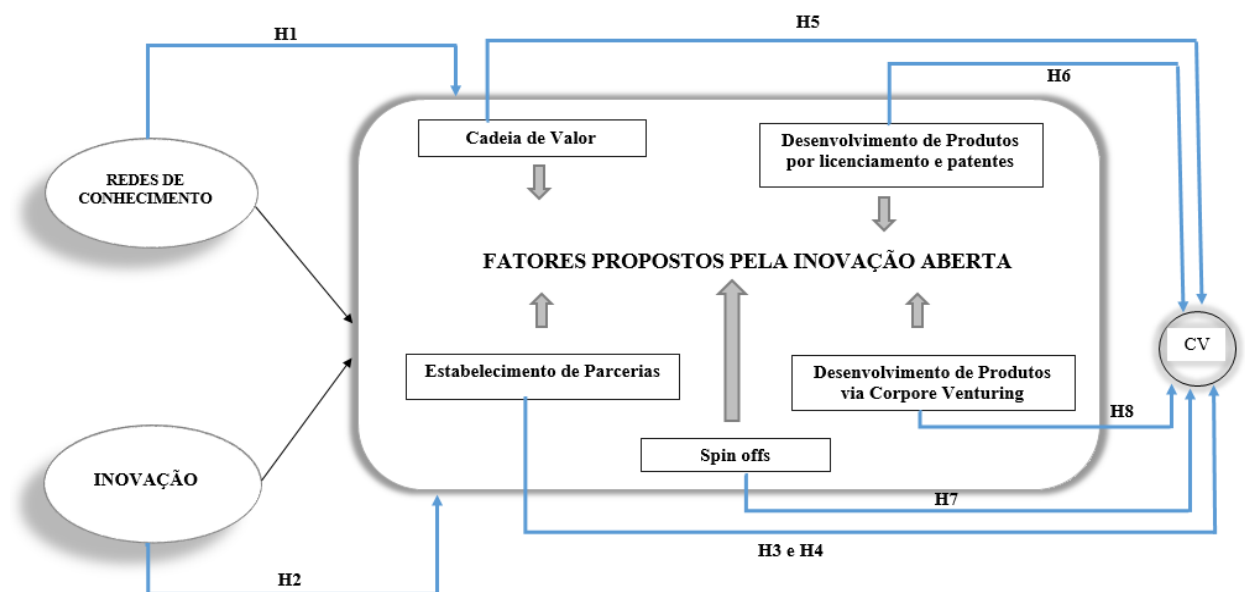 H1
H5
H6
Cadeia de Valor
Desenvolvimento de Produtos
por licenciamento e patentes
REDES DE
CONHECIMENTO
FATORES PROPOSTOS PELA INOVAÇÃO ABERTA
CV
Estabelecimento de Parcerias
Desenvolvimento de Produtos
via Corpore Venturing
H8
Spin offs
INOVAÇÃO
H7
H3 e H4
H2